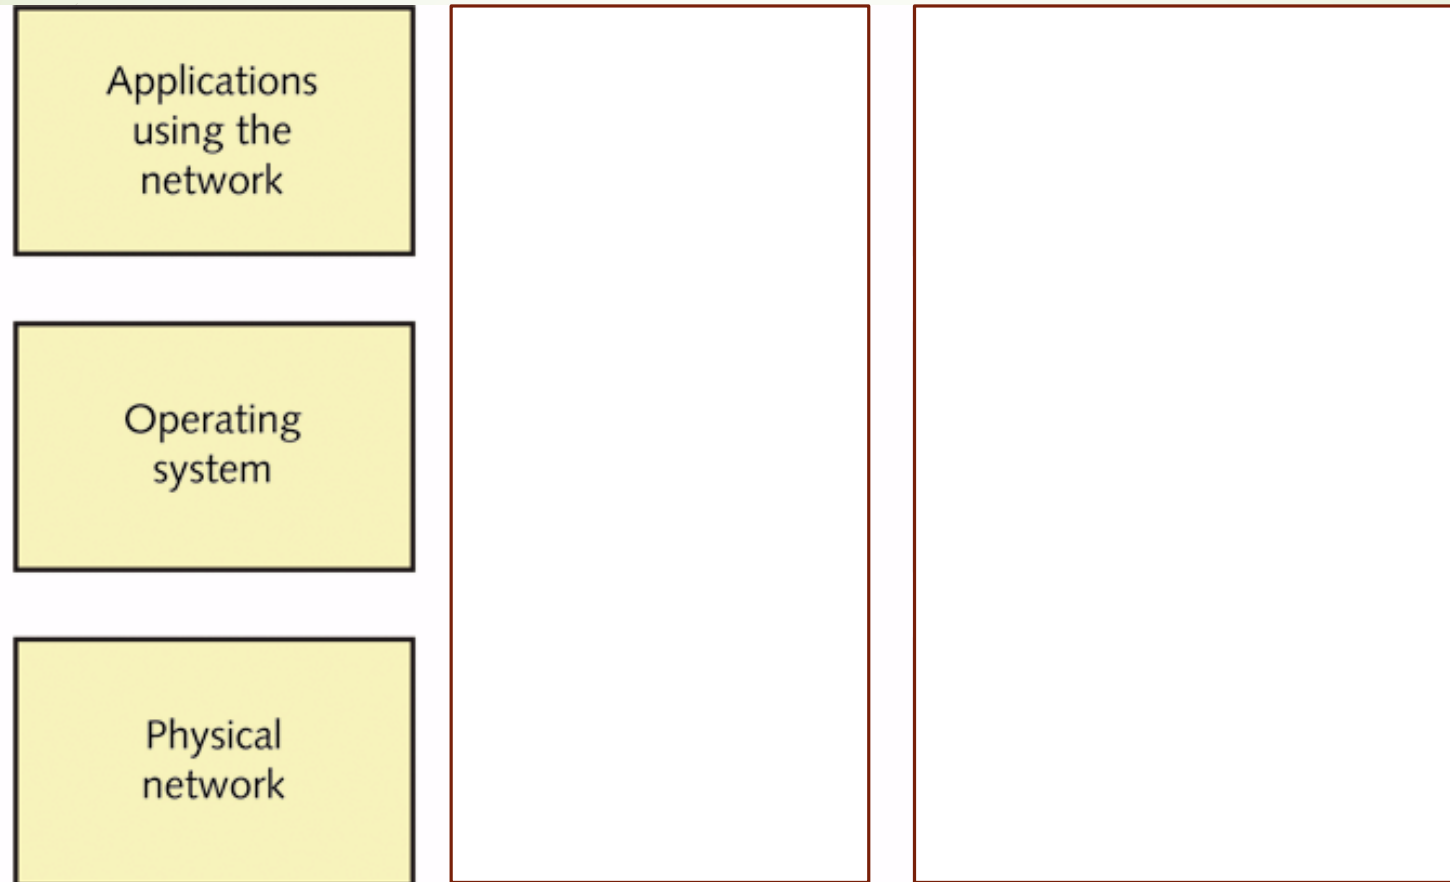 Applications
using the
network
Operating
system
Physical
network